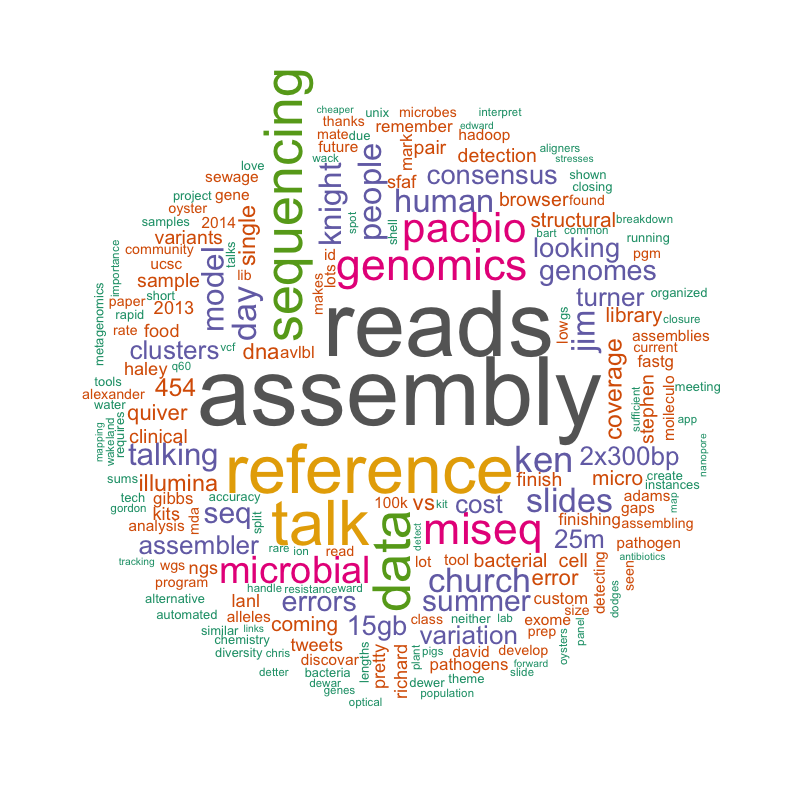 cheaper
unix
microbes
interpret
thanks
remember
edward
mate
due
hadoop
future
pair
mark
detection
aligners
wack
stresses
love
sewage
sfaf
consensus
shown
closing
sequencing
people
knight
human
browser
found
project
gene
oyster
single
spot
shell
pacbio
structural
breakdown
samples
2014
bart
common
variants
talks
running
community
id
looking
pgm
ucsc
lib
lots
genomics
genomes
importance
sample
model
day
makes
reads
turner
organized
metagenomics
paper
short
2013
jim
low
gs
library
closure
rapid
rate
food
assemblies
clusters
vcf
dna
avlbl
current
haley
q60
fastg
tools
454
assembly
coverage
stephen
moileculo
meeting
alexander
water
quiver
sufficient
app
mapping
wakeland
requires
clinical
talking
reference
ken
2x300bp
nanopore
sums
illumina
finish
micro
create
instances
tech
gibbs
accuracy
100k
vs
kit
cost
slides
adams
map
gordon
kits
mda
seq
split
talk
data
miseq
finishing
gaps
assembling
analysis
25m
assembler
rare
ion
read
detect
pathogen
tracking
wgs
ngs
microbial
lot
tool
bacterial
cell
detecting
seen
antibiotics
program
handle
resistance
ward
church
error
alternative
lanl
errors
summer
custom
size
dodges
automated
alleles
coming
15gb
class
neither
lab
exome
similar
links
variation
prep
panel
chemistry
tweets
diversity
chris
discovar
lengths
pretty
richard
plant
pigs
david
develop
oysters
pathogens
forward
detter
bacteria
slide
dewar
dewer
theme
genes
population
optical